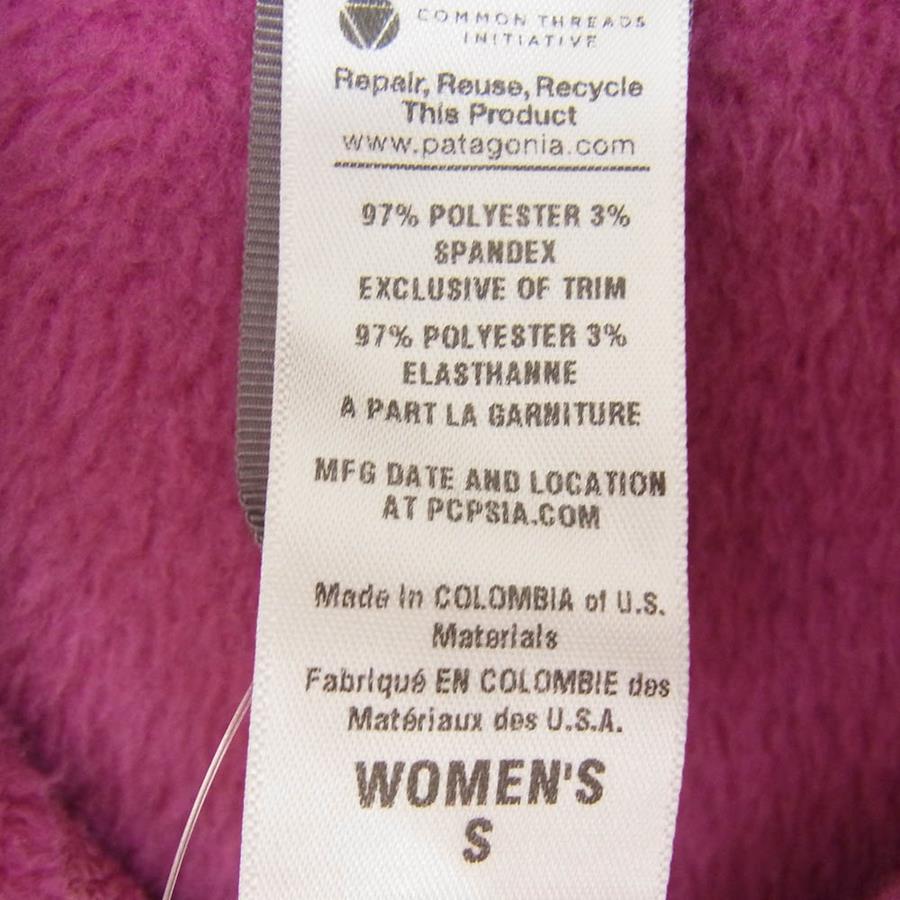 COMMON THREADS
INITIATIVE
Repair, Reuse, Recycle
This Product
www.patagonia.com
97% POLYESTER 3%
SPANDEX
EXCLUSIVE OF TRIM
97% POLYESTER 3%
ELASTHANNE
A PART LA GARNITURE
MFG DATE AND LOCATION
AT PCPSIA.COM
Made in COLOMBIA of U.S.
Materials
Fabriqué EN COLOMBIE des
Matériaux des U.S.A.
WOMEN'S
S